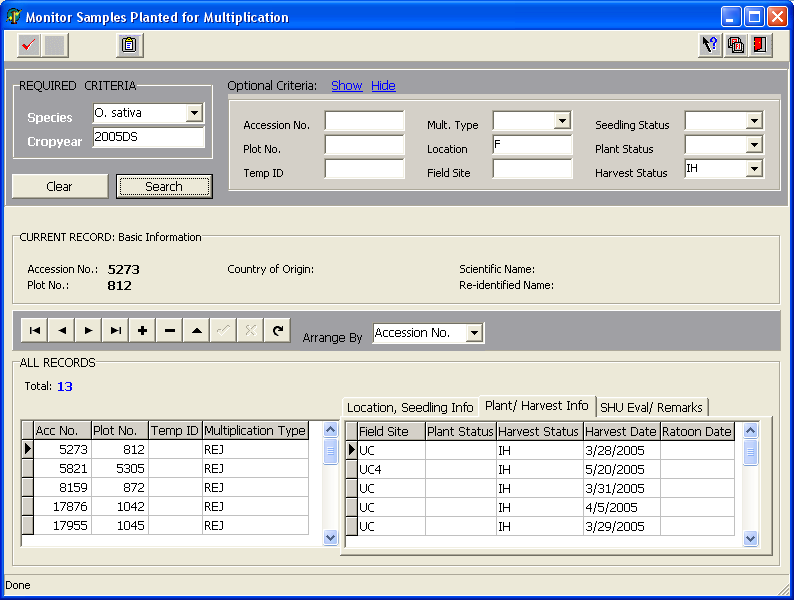 Monitor Samples Planted for Multiplication
REQUIRED CRITERIA
Species O. sativa
Cropyear 2005DS
Clear Search
Optional Criteria: Show Hide
Accession No. Mult. Type Seedling Status
Plot No. Location F Plant Status
Temp ID Field Site Harvest Status IH
CURRENT RECORD: Basic Information
Accession No.: 5273 Country of Origin: Scientific Name:
Plot No.: 812 Re-identified Name:
Arrange By Accession No.
ALL RECORDS
Total: 13
Location, Seedling Info Plant/ Harvest Info SHU Eval/ Remarks
Acc No. Plot No. Temp ID Multiplication Type Field Site Plant Status Harvest Status Harvest Date Ratoon Date
5273 812 REJ UC IH 3/28/2005
5821 5305 REJ UC4 IH 5/20/2005
8159 872 REJ UC IH 3/31/2005
17876 1042 REJ UC IH 4/5/2005
17955 1045 REJ UC IH 3/29/2005
Done